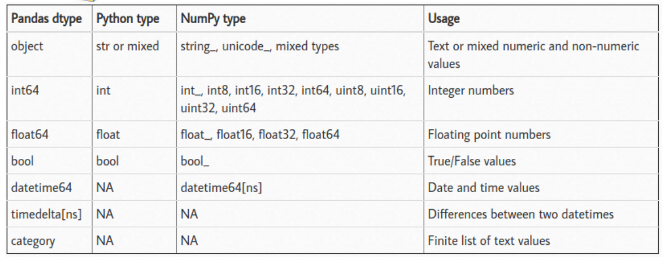 Pandas dtype Python type NumPy type Usage
object str or mixed string_, unicode_, mixed types Text or mixed numeric and non-numeric
values
int64 int int_, int8, int16, int32, int64, uint8, uint16, Integer numbers
uint32, uint64
float64 float float_, float16, float32, float64 Floating point numbers
bool bool bool_ True/False values
datetime64 NA datetime64[ns] Date and time values
timedelta[ns] NA NA Differences between two datetimes
category NA NA Finite list of text values